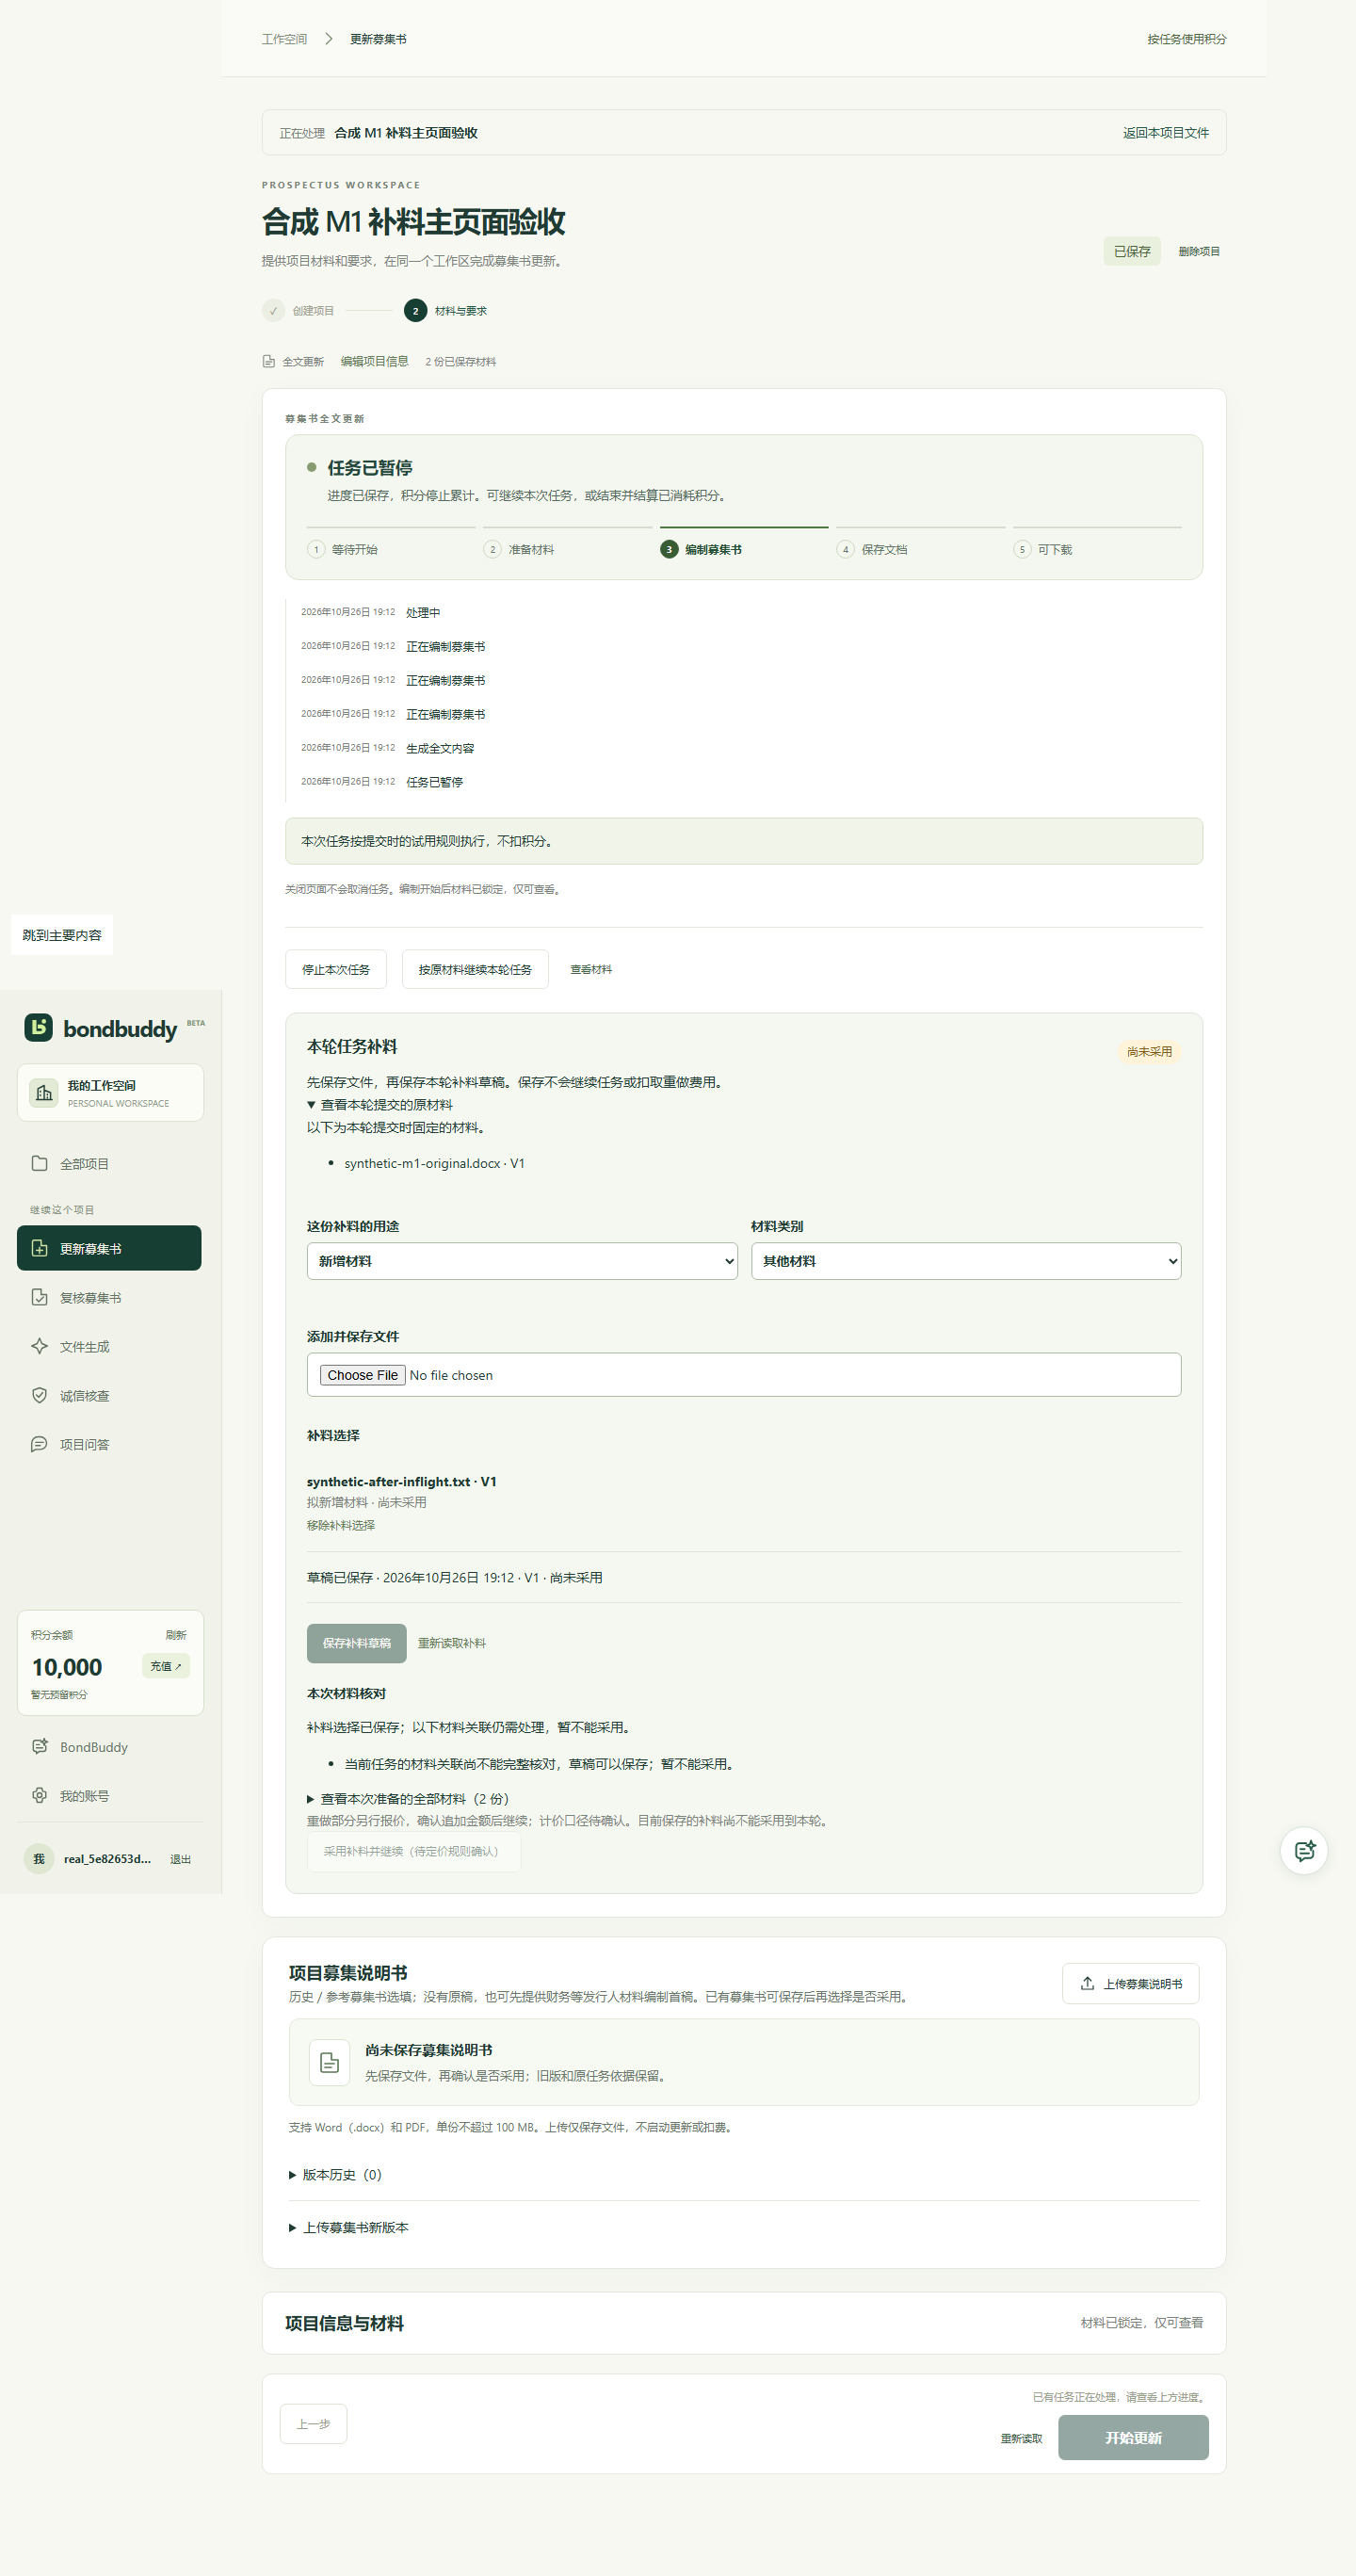 工作空间 > 更新募集书
按任务使用积分
正在处理 合成 M1 补料主页面验收
返回本项目文件
PROSPECTUS WORKSPACE
合成 M1 补料主页面验收
提供项目材料和要求，在同一个工作区完成募集书更新。
已保存
删除项目
✓ 创建项目
2 材料与要求
全文更新
编辑项目信息
2 份已保存材料
募集书全文更新
任务已暂停
进度已保存，积分停止累计。可继续本次任务，或结束并结算已消耗积分。
1 等待开始
2 准备材料
3 编制募集书
4 保存文档
5 可下载
2026年10月26日 19:12 处理中
2026年10月26日 19:12 正在编制募集书
2026年10月26日 19:12 正在编制募集书
2026年10月26日 19:12 正在编制募集书
2026年10月26日 19:12 生成全文内容
2026年10月26日 19:12 任务已暂停
本次任务按提交时的试用规则执行，不扣积分。
关闭页面不会取消任务。编制开始后材料已锁定，仅可查看。
跳到主要内容
停止本次任务
按原材料继续本轮任务
查看材料
bondbuddy BETA
我的工作空间
PERSONAL WORKSPACE
全部项目
继续这个项目
更新募集书
复核募集书
文件生成
诚信核查
项目问答
积分余额
刷新
10,000
充值 ↗
暂无预留积分
BondBuddy
我的账号
我 real_5e82653d...
退出
本轮任务补料
尚未采用
先保存文件，再保存本轮补料草稿。保存不会继续任务或扣取重做费用。
▼ 查看本轮提交的原材料
以下为本轮提交时固定的材料。
• synthetic-m1-original.docx · V1
这份补料的用途
材料类别
新增材料
其他材料
添加并保存文件
Choose File No file chosen
补料选择
synthetic-after-inflight.txt · V1
拟新增材料 · 尚未采用
移除补料选择
草稿已保存 · 2026年10月26日 19:12 · V1 · 尚未采用
保存补料草稿
重新读取补料
本次材料核对
补料选择已保存；以下材料关联仍需处理，暂不能采用。
• 当前任务的材料关联尚不能完整核对，草稿可以保存；暂不能采用。
▶ 查看本次准备的全部材料（2 份）
重做部分另行报价，确认追加金额后继续；计价口径待确认。目前保存的补料尚不能采用到本轮。
采用补料并继续（待定价规则确认）
项目募集说明书
历史 / 参考募集书选填；没有原稿，也可先提供财务等发行人材料编制首稿。已有募集书可保存后再选择是否采用。
上传募集说明书
尚未保存募集说明书
先保存文件，再确认是否采用；旧版和原任务依据保留。
支持 Word（.docx）和 PDF，单份不超过 100 MB。上传仅保存文件，不启动更新或扣费。
▶ 版本历史（0）
▶ 上传募集书新版本
项目信息与材料
材料已锁定，仅可查看
已有任务正在处理，请查看上方进度。
上一步
重新读取
开始更新